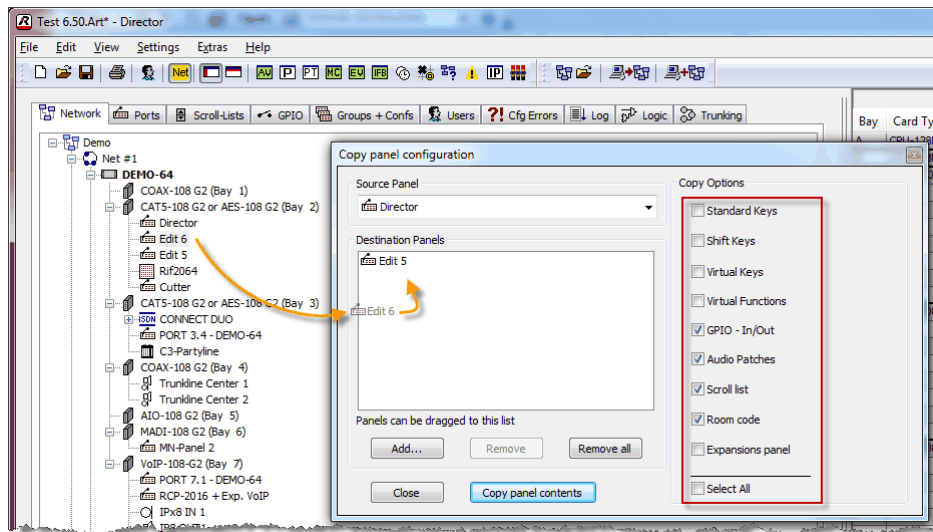 Test 6.50.Art* - Director
File Edit View Settings Extras Help
Net AV P PT MC EV IFB IP
Network Ports Scroll-Lists GPIO Groups + Confs Users Cfg Errors Log Logic Trunking
Bay Card Ty
Demo
Net #1
DEMO-64
COAX-108 G2 (Bay 1)
CAT5-108 G2 or AES-108 G2 (Bay 2)
Director
Edit 6
Edit 5
Rif2064
Cutter
CAT5-108 G2 or AES-108 G2 (Bay 3)
ISDN CONNECT DUO
PORT 3.4 - DEMO-64
C3-Partyline
COAX-108 G2 (Bay 4)
Trunkline Center 1
Trunkline Center 2
AIO-108 G2 (Bay 5)
MADI-108 G2 (Bay 6)
MN-Panel 2
VoIP-108-G2 (Bay 7)
PORT 7.1 - DEMO-64
RCP-2016 + Exp. VoIP
IPx8 IN 1
Copy panel configuration
Source Panel
Director
Destination Panels
Edit 5
Edit 6
Panels can be dragged to this list
Add... Remove Remove all
Close Copy panel contents
Copy Options
Standard Keys
Shift Keys
Virtual Keys
Virtual Functions
GPIO - In/Out
Audio Patches
Scroll list
Room code
Expansions panel
Select All